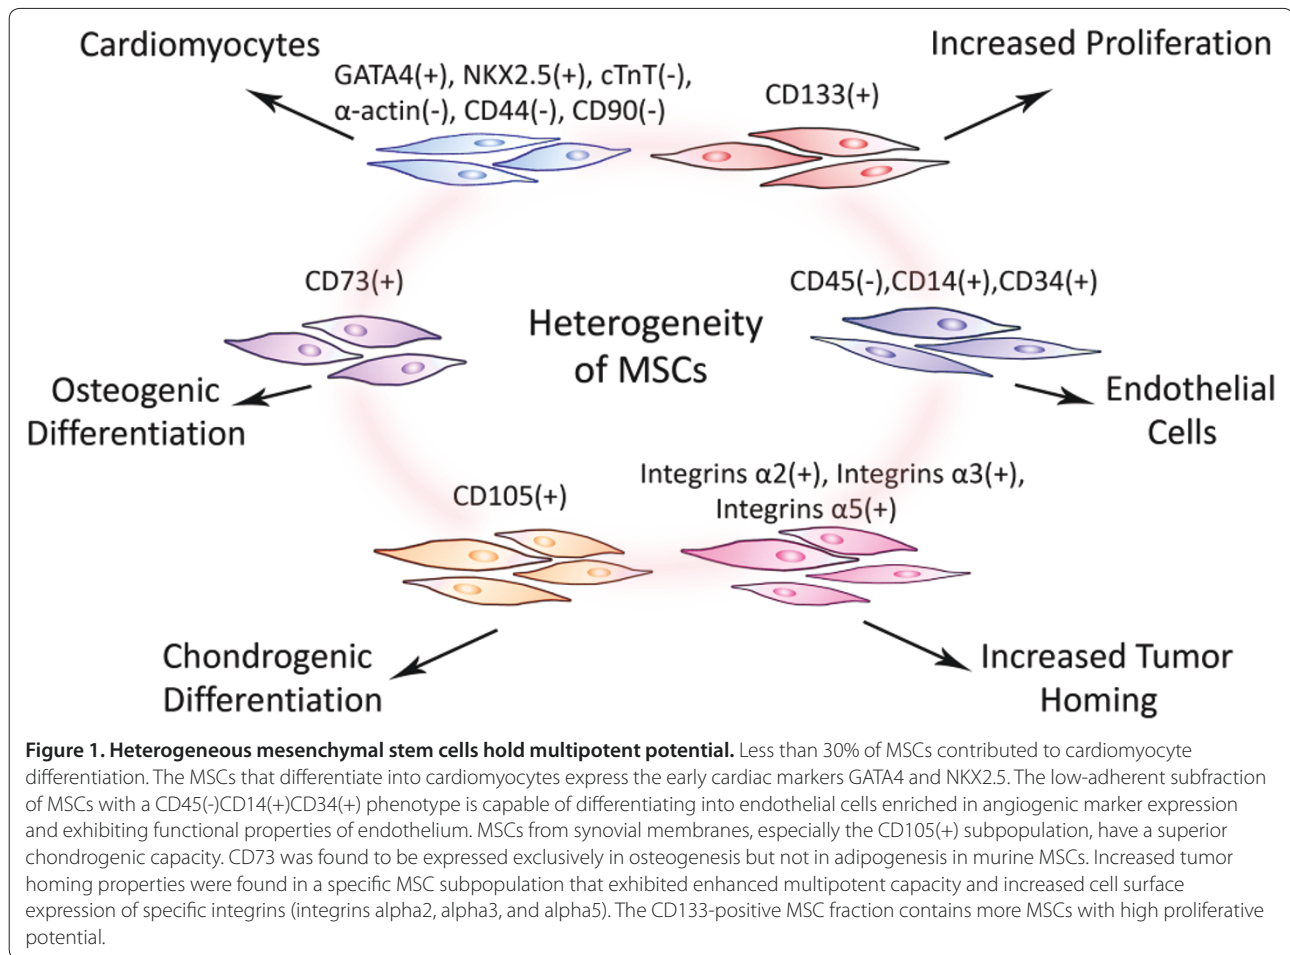 Cardiomyocytes
GATA4(+), NKX2.5(+), cTnT(-),
α-actin(-), CD44(-), CD90(-)
CD133(+)
Increased Proliferation
CD73(+)
Heterogeneity
of MSCs
CD45(-),CD14(+),CD34(+)
Osteogenic
Differentiation
Endothelial
Cells
CD105(+)
Integrins α2(+), Integrins α3(+),
Integrins α5(+)
Chondrogenic
Differentiation
Increased Tumor
Homing
Figure 1. Heterogeneous mesenchymal stem cells hold multipotent potential. Less than 30% of MSCs contributed to cardiomyocyte
differentiation. The MSCs that differentiate into cardiomyocytes express the early cardiac markers GATA4 and NKX2.5. The low-adherent subfraction
of MSCs with a CD45(-)CD14(+)CD34(+) phenotype is capable of differentiating into endothelial cells enriched in angiogenic marker expression
and exhibiting functional properties of endothelium. MSCs from synovial membranes, especially the CD105(+) subpopulation, have a superior
chondrogenic capacity. CD73 was found to be expressed exclusively in osteogenesis but not in adipogenesis in murine MSCs. Increased tumor
homing properties were found in a specific MSC subpopulation that exhibited enhanced multipotent capacity and increased cell surface
expression of specific integrins (integrins alpha2, alpha3, and alpha5). The CD133-positive MSC fraction contains more MSCs with high proliferative
potential.